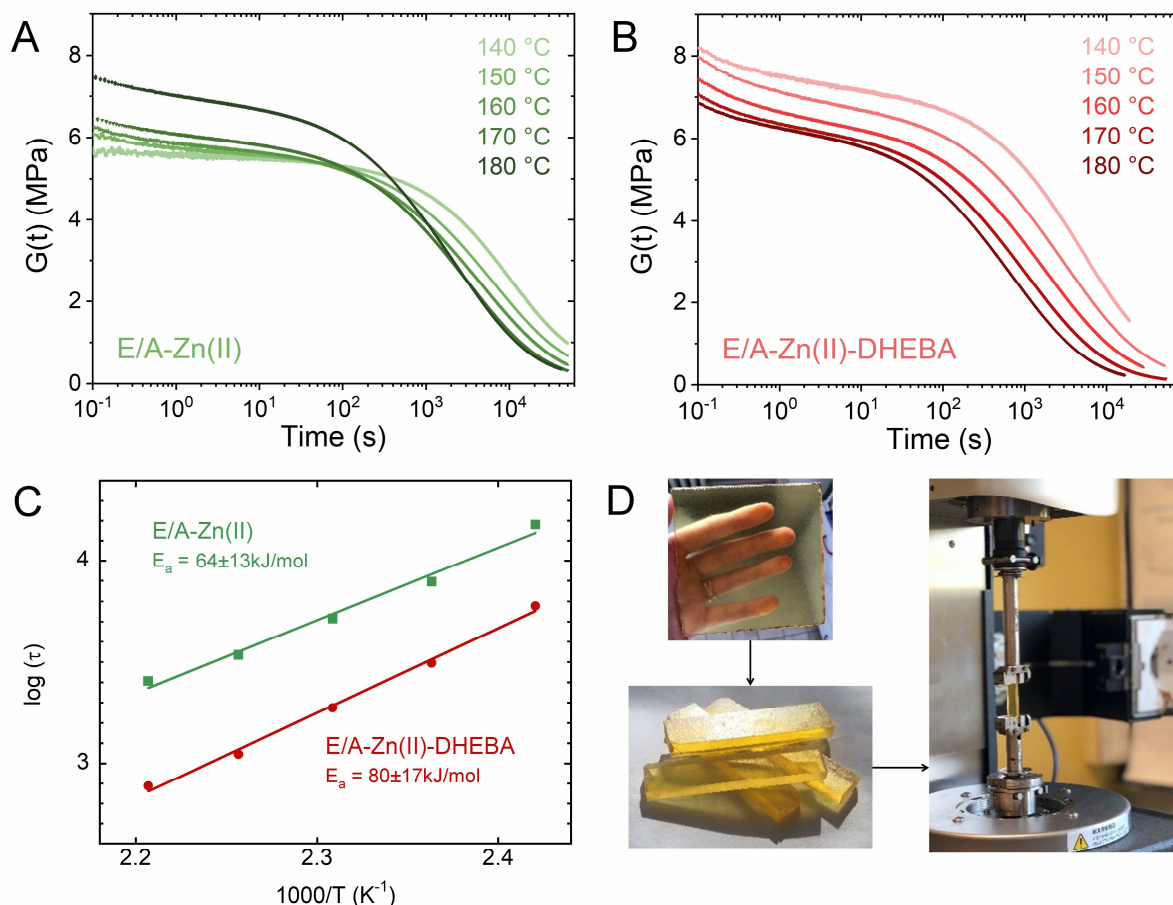 A
140 °C
150 °C
160 °C
170 °C
180 °C
G(t) (MPa)
8
6
4
2
0
E/A-Zn(II)
10⁻¹ 10⁰ 10¹ 10² 10³ 10⁴
Time (s)
B
140 °C
150 °C
160 °C
170 °C
180 °C
G(t) (MPa)
8
6
4
2
0
E/A-Zn(II)-DHEBA
10⁻¹ 10⁰ 10¹ 10² 10³ 10⁴
Time (s)
C
E/A-Zn(II)
Eₐ = 64±13kJ/mol
log (τ)
4
3
E/A-Zn(II)-DHEBA
Eₐ = 80±17kJ/mol
2.2 2.3 2.4
1000/T (K⁻¹)
D
WARNING